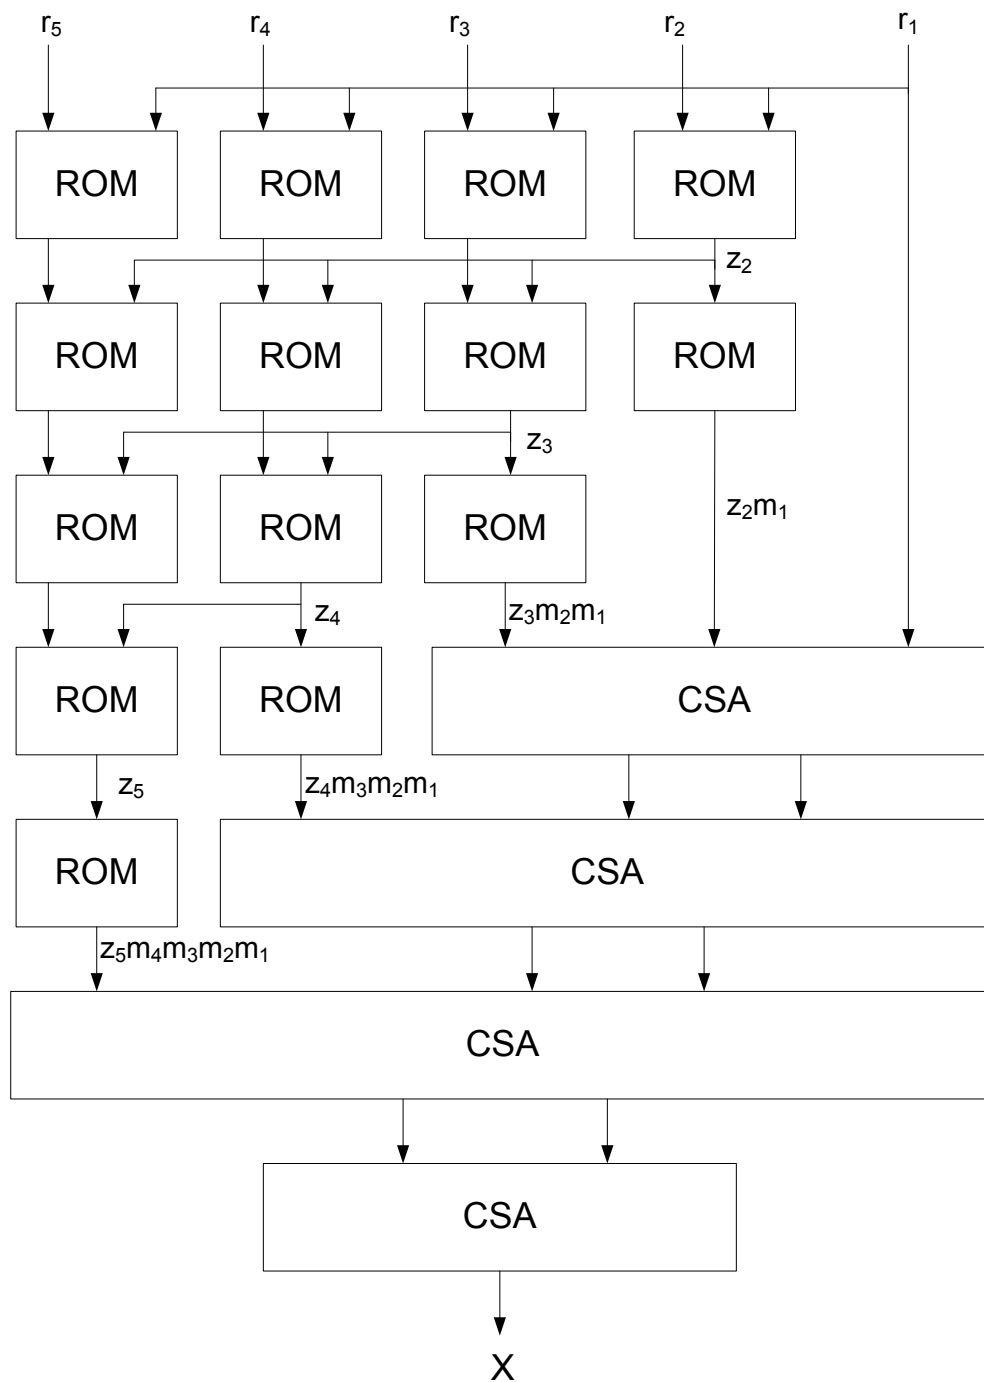 r₅ r₄ r₃ r₂ r₁
ROM ROM ROM ROM
z₂
ROM ROM ROM ROM
z₃
ROM ROM ROM
z₂m₁
z₄
z₃m₂m₁
ROM ROM CSA
z₅
z₄m₃m₂m₁
ROM CSA
z₅m₄m₃m₂m₁
CSA
CSA
X